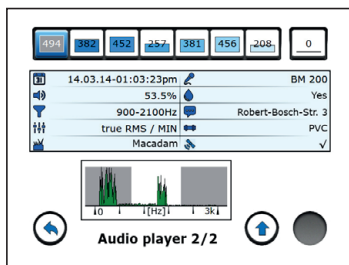 494 382 452 257 381 456 208 0
14.03.14-01:03:23pm BM 200
53.5% Yes
900-2100Hz Robert-Bosch-Str. 3
true RMS / MIN PVC
Macadam √
0 [Hz] 3k
Audio player 2/2